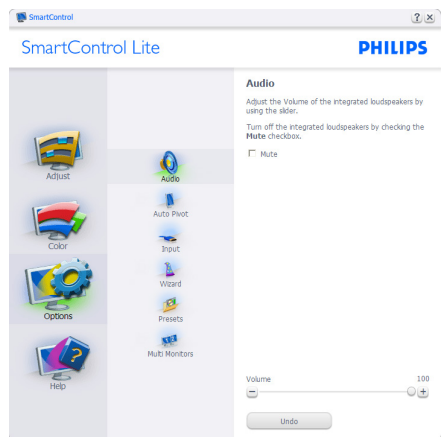 SmartControl
? x
SmartControl Lite
PHILIPS
Adjust
Color
Options
Help
Audio
Auto Pivot
Input
Wizard
Presets
Multi Monitors
Audio
Adjust the Volume of the integrated loudspeakers by
using the slider.
Turn off the integrated loudspeakers by checking the
Mute checkbox.
Mute
Volume 100
Undo